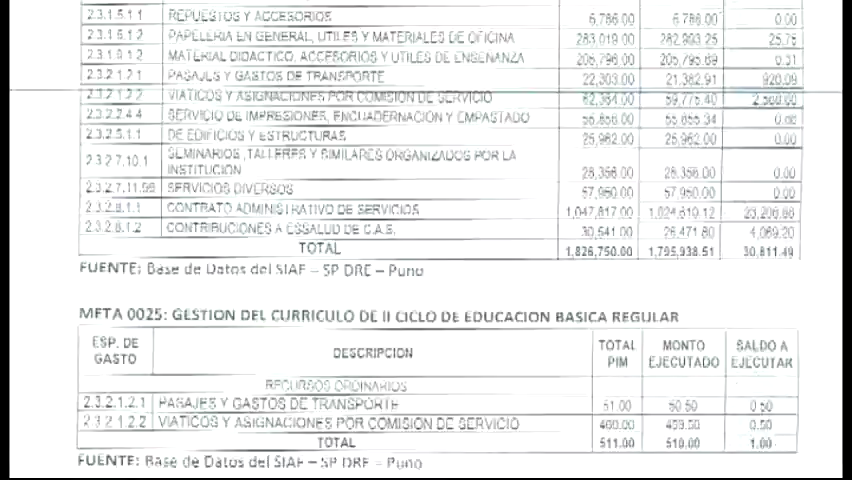 2.3.1.5.1.1 REPUESTOS Y ACCESORIOS 6,786.00 6,786.00 0.00
2.3.1.5.1.2 PAPELERIA EN GENERAL, UTILES Y MATERIALES DE OFICINA 283,019.00 282,993.25 25.75
2.3.1.9.1.2 MATERIAL DIDACTICO, ACCESORIOS Y UTILES DE ENSEÑANZA 205,796.00 205,795.69 0.31
2.3.2.1.2.1 PASAJES Y GASTOS DE TRANSPORTE 22,303.00 21,382.91 920.09
2.3.2.1.2.2 VIATICOS Y ASIGNACIONES POR COMISION DE SERVICIO 59,775.40
2.3.2.2.4.4 SERVICIO DE IMPRESIONES, ENCUADERNACION Y EMPASTADO
2.3.2.5.1.1 DE EDIFICIOS Y ESTRUCTURAS 25,962.00 25,962.00 0.00
SEMINARIOS ,TALLERES Y SIMILARES ORGANIZADOS POR LA
2.3.2.7.10.1 INSTITUCION 28,356.00 28,356.00 0.00
2.3.2.7.11.99 SERVICIOS DIVERSOS 57,950.00 57,950.00 0.00
2.3.2.8.1.1 CONTRATO ADMINISTRATIVO DE SERVICIOS 1,047,817.00 1,024,610.12 23,206.88
2.3.2.8.1.2 CONTRIBUCIONES A ESSALUD DE C.A.S. 30,541.00 26,471.80 4,069.20
TOTAL 1,826,750.00 1,795,938.51 30,811.49
FUENTE: Base de Datos del SIAF – SP DRE – Puno
META 0025: GESTION DEL CURRICULO DE II CICLO DE EDUCACION BASICA REGULAR
ESP. DE GASTO DESCRIPCION TOTAL PIM MONTO EJECUTADO SALDO A EJECUTAR
RECURSOS ORDINARIOS
2.3.2.1.2.1 PASAJES Y GASTOS DE TRANSPORTE 51.00 50.50 0.50
2.3.2.1.2.2 VIATICOS Y ASIGNACIONES POR COMISION DE SERVICIO 460.00 459.50 0.50
TOTAL 511.00 510.00 1.00
FUENTE: Base de Datos del SIAF – SP DRE – Puno